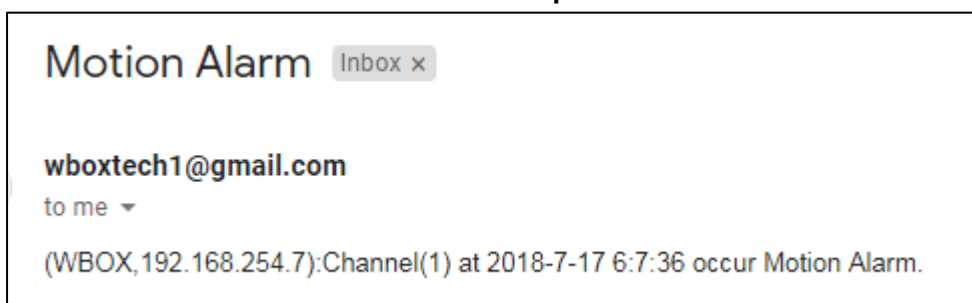 Motion Alarm Inbox x
wboxtech1@gmail.com
to me
(WBOX,192.168.254.7):Channel(1) at 2018-7-17 6:7:36 occur Motion Alarm.